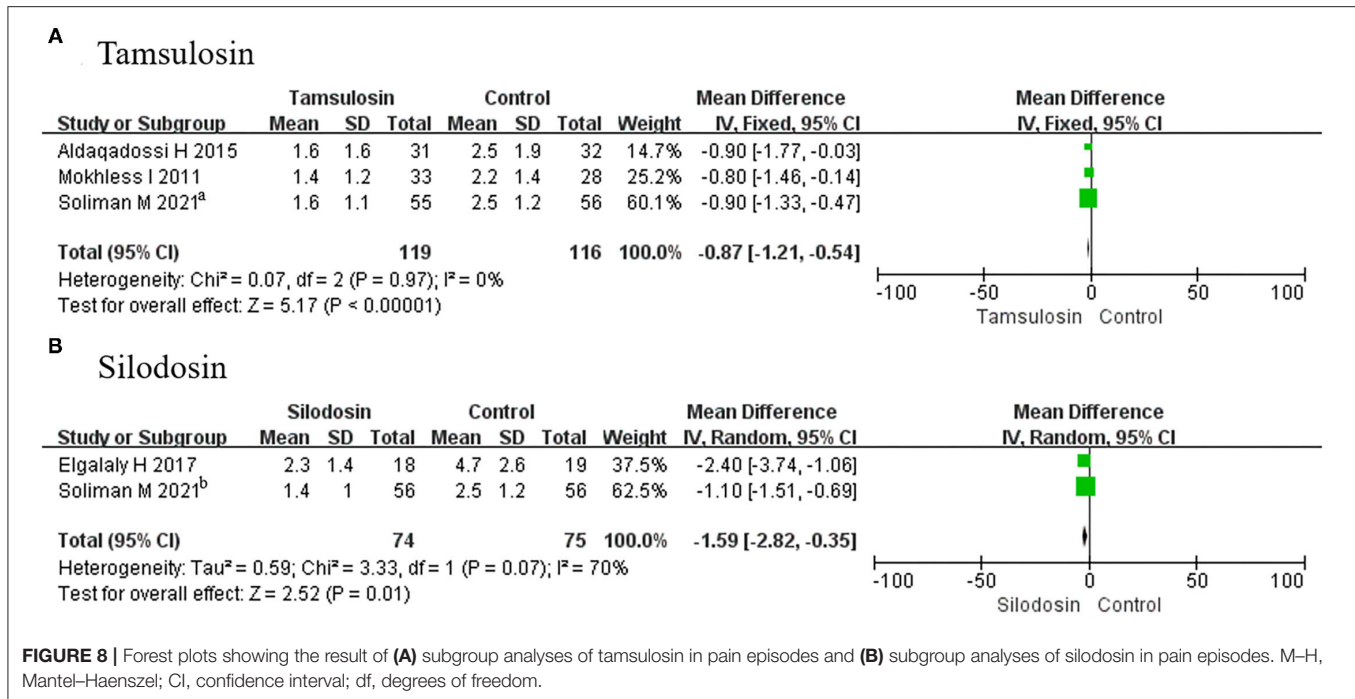 A
Tamsulosin
Tamsulosin Control Mean Difference Mean Difference
Study or Subgroup Mean SD Total Mean SD Total Weight IV, Fixed, 95% CI IV, Fixed, 95% CI
Aldaqadossi H 2015 1.6 1.6 31 2.5 1.9 32 14.7% -0.90 [-1.77, -0.03]
Mokhless I 2011 1.4 1.2 33 2.2 1.4 28 25.2% -0.80 [-1.46, -0.14]
Soliman M 2021ᵃ 1.6 1.1 55 2.5 1.2 56 60.1% -0.90 [-1.33, -0.47]
Total (95% CI) 119 116 100.0% -0.87 [-1.21, -0.54]
Heterogeneity: Chi² = 0.07, df = 2 (P = 0.97); I² = 0%
Test for overall effect: Z = 5.17 (P < 0.00001)
-100 -50 0 50 100
Tamsulosin Control
B
Silodosin
Silodosin Control Mean Difference Mean Difference
Study or Subgroup Mean SD Total Mean SD Total Weight IV, Random, 95% CI IV, Random, 95% CI
Elgalaly H 2017 2.3 1.4 18 4.7 2.6 19 37.5% -2.40 [-3.74, -1.06]
Soliman M 2021ᵇ 1.4 1 56 2.5 1.2 56 62.5% -1.10 [-1.51, -0.69]
Total (95% CI) 74 75 100.0% -1.59 [-2.82, -0.35]
Heterogeneity: Tau² = 0.59; Chi² = 3.33, df = 1 (P = 0.07); I² = 70%
Test for overall effect: Z = 2.52 (P = 0.01)
-100 -50 0 50 100
Silodosin Control
FIGURE 8 | Forest plots showing the result of (A) subgroup analyses of tamsulosin in pain episodes and (B) subgroup analyses of silodosin in pain episodes. M–H,
Mantel–Haenszel; CI, confidence interval; df, degrees of freedom.